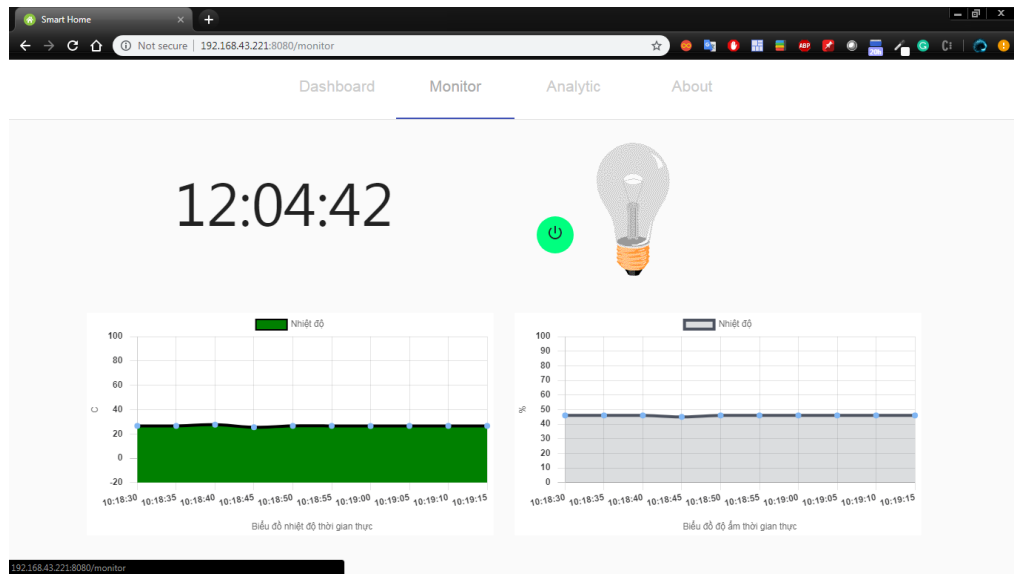 Smart Home
Not secure | 192.168.43.221:8080/monitor
ABP
20h
Dashboard Monitor Analytic About
12:04:42
Nhiệt độ
100
80
60
40
20
0
-20
C
10:18:30 10:18:35 10:18:40 10:18:45 10:18:50 10:18:55 10:19:00 10:19:05 10:19:10 10:19:15
Biểu đồ nhiệt độ thời gian thực
Nhiệt độ
100
90
80
70
60
50
40
30
20
10
0
%
10:18:30 10:18:35 10:18:40 10:18:45 10:18:50 10:18:55 10:19:00 10:19:05 10:19:10 10:19:15
Biểu đồ độ ẩm thời gian thực
192.168.43.221:8080/monitor